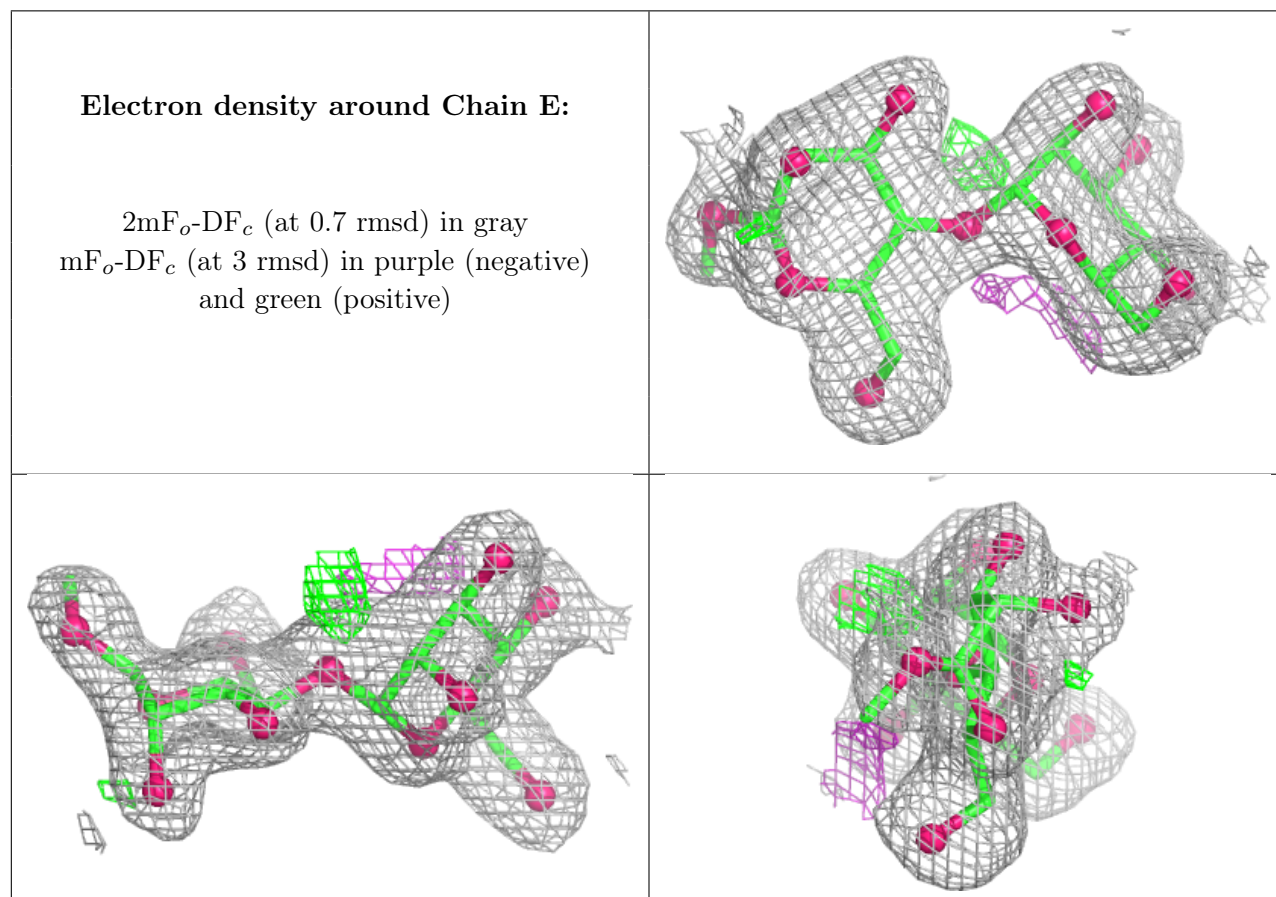 Electron density around Chain E:
2mFₒ-DF𝒸 (at 0.7 rmsd) in gray
mFₒ-DF𝒸 (at 3 rmsd) in purple (negative)
and green (positive)